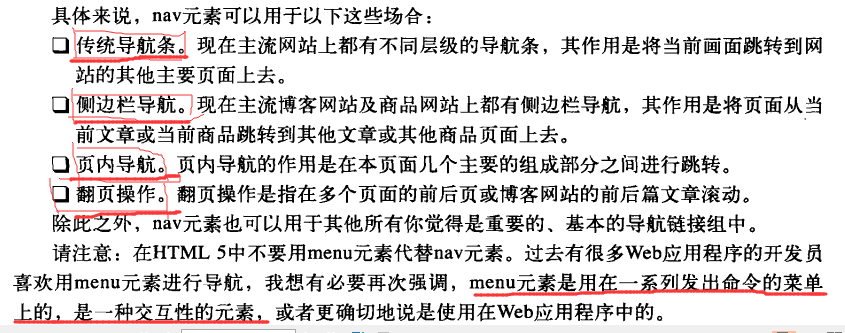 具体来说，nav元素可以用于以下这些场合：
❑ 传统导航条。现在主流网站上都有不同层级的导航条，其作用是将当前画面跳转到网
站的其他主要页面上去。
❑ 侧边栏导航。现在主流博客网站及商品网站上都有侧边栏导航，其作用是将页面从当
前文章或当前商品跳转到其他文章或其他商品页面上去。
❑ 页内导航。页内导航的作用是在本页面几个主要的组成部分之间进行跳转。
❑ 翻页操作。翻页操作是指在多个页面的前后页或博客网站的前后篇文章滚动。
除此之外，nav元素也可以用于其他所有你觉得是重要的、基本的导航链接组中。
请注意：在HTML 5中不要用menu元素代替nav元素。过去有很多Web应用程序的开发员
喜欢用menu元素进行导航，我想有必要再次强调，menu元素是用在一系列发出命令的菜单
上的，是一种交互性的元素，或者更确切地说是使用在Web应用程序中的。